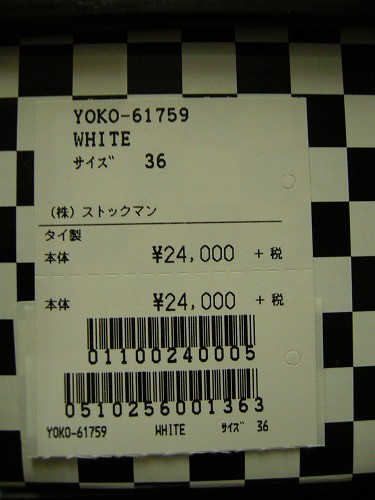 YOKO-61759
WHITE
サイズ 36
(株) ストックマン
タイ製
本体 ¥24,000 + 税
本体 ¥24,000 + 税
01100240005
0510256001363
YOKO-61759 WHITE サイズ 36